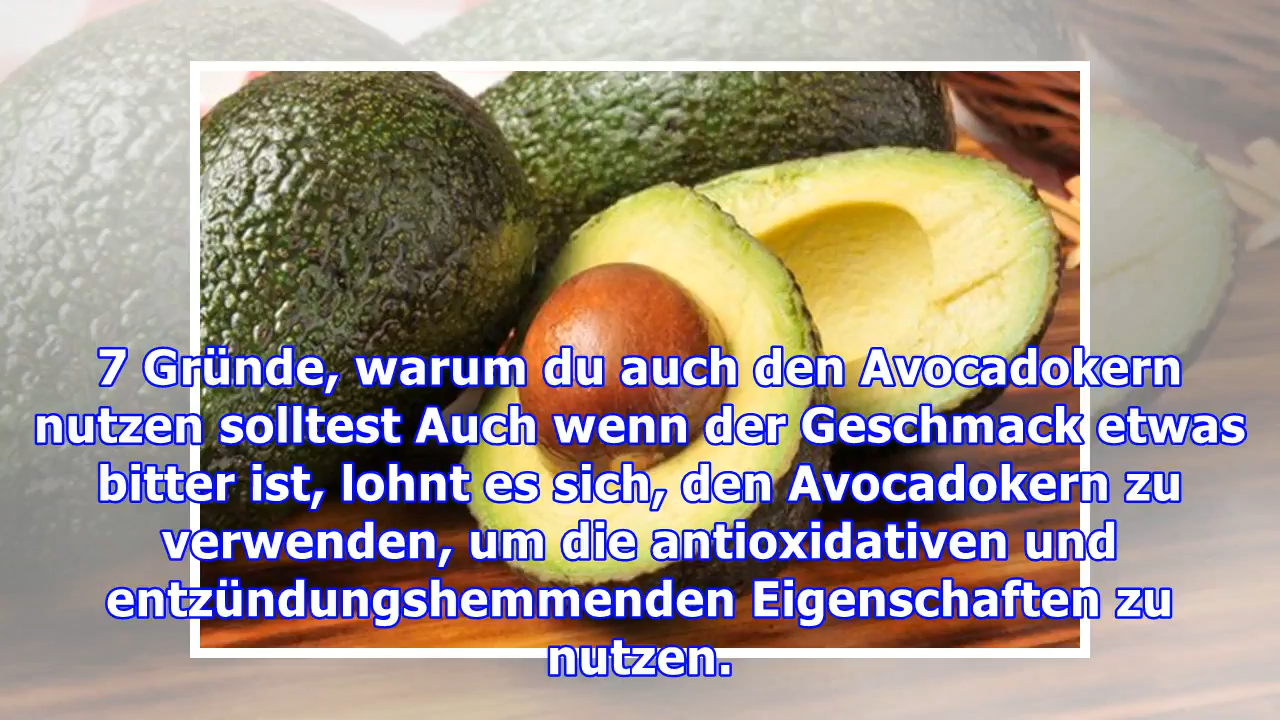 7 Gründe, warum du auch den Avocadokern
nutzen solltest Auch wenn der Geschmack etwas
bitter ist, lohnt es sich, den Avocadokern zu
verwenden, um die antioxidativen und
entzündungshemmenden Eigenschaften zu
nutzen.